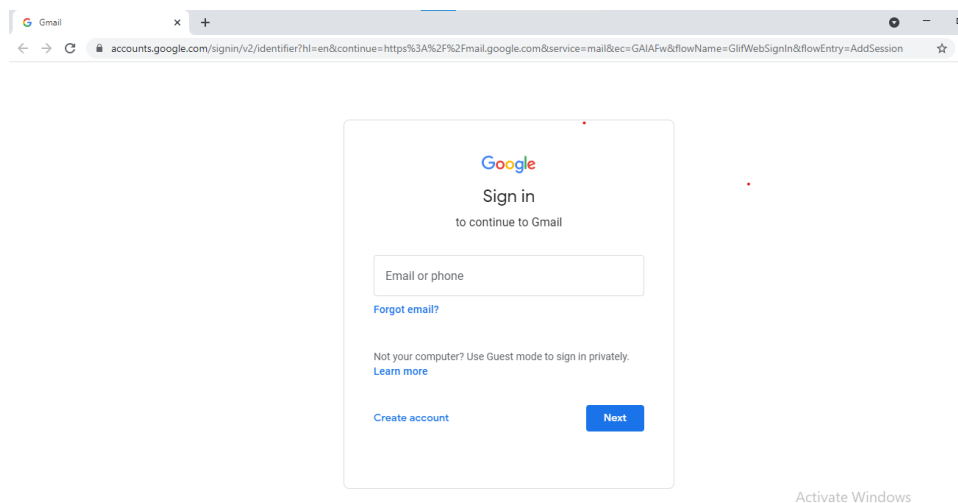 Gmail
accounts.google.com/signin/v2/identifier?hl=en&continue=https%3A%2F%2Fmail.google.com&service=mail&ec=GAlAFw&flowName=GlifWebSignIn&flowEntry=AddSession
Google
Sign in
to continue to Gmail
Email or phone
Forgot email?
Not your computer? Use Guest mode to sign in privately.
Learn more
Create account
Next
Activate Windows